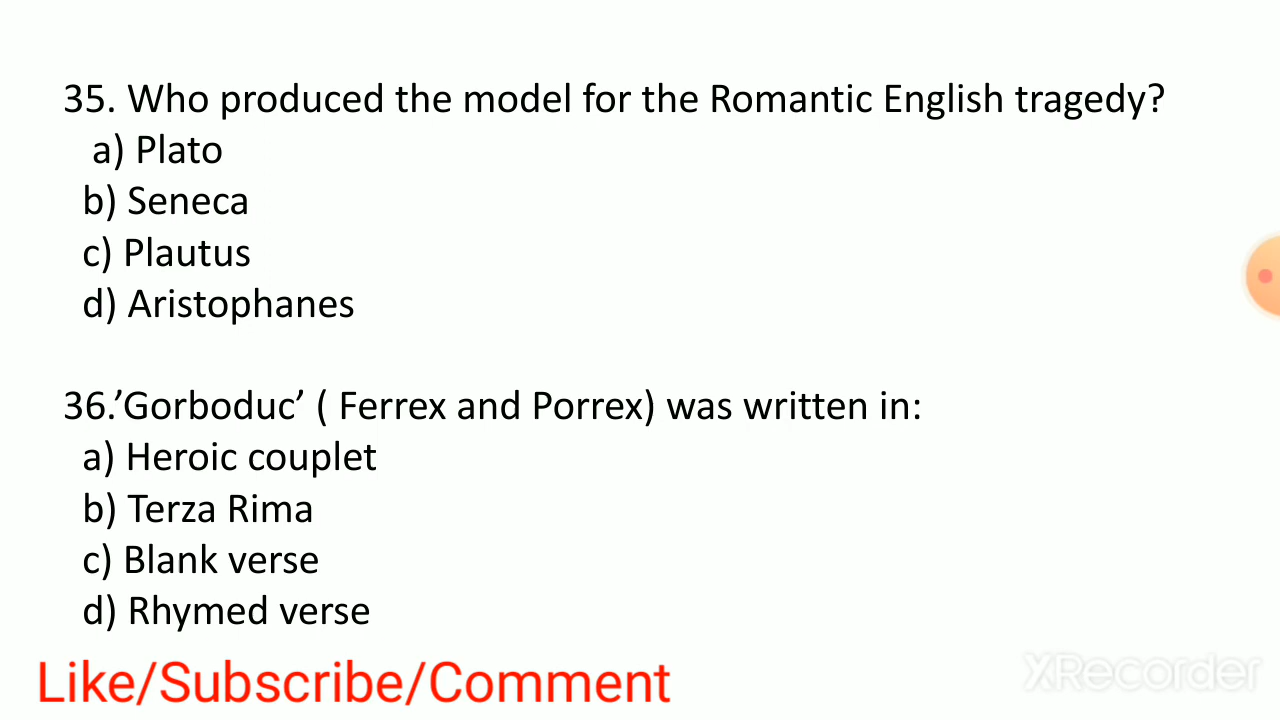 35. Who produced the model for the Romantic English tragedy?
a) Plato
b) Seneca
c) Plautus
d) Aristophanes
36.’Gorboduc’ ( Ferrex and Porrex) was written in:
a) Heroic couplet
b) Terza Rima
c) Blank verse
d) Rhymed verse
Like/Subscribe/Comment
XRecorder